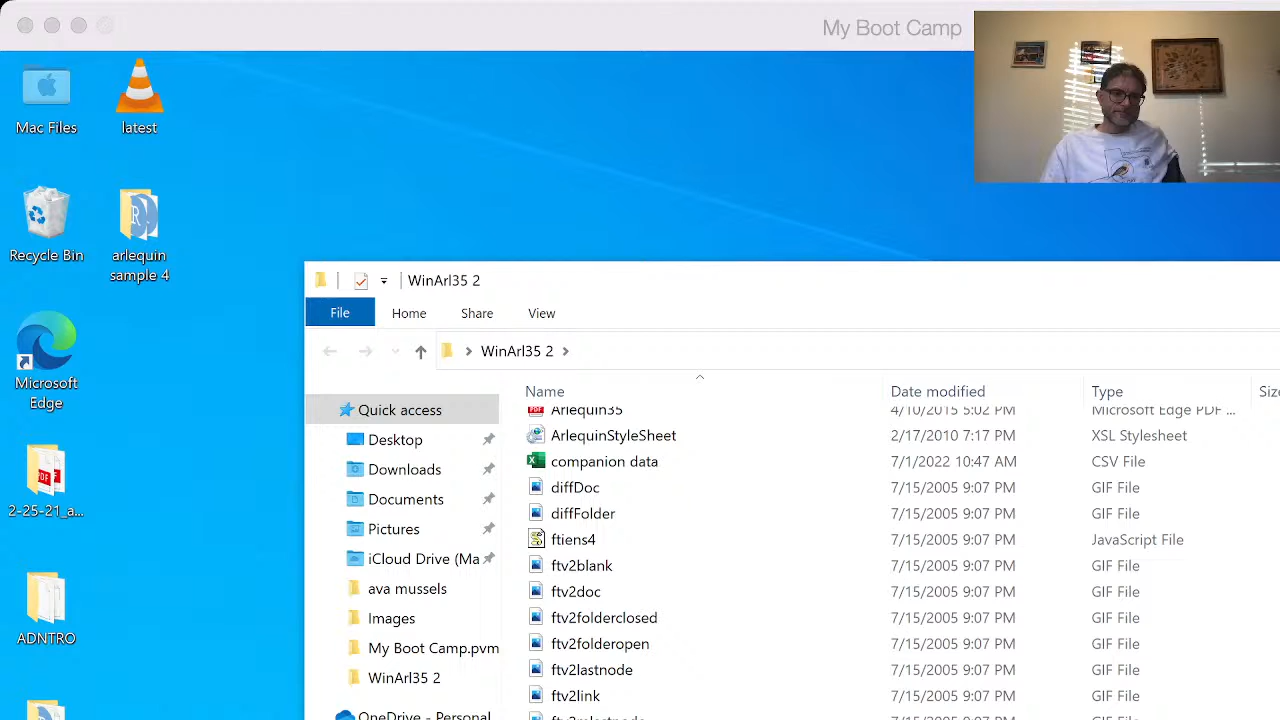 My Boot Camp
Mac Files
latest
Recycle Bin
arlequin
sample 4
Microsoft
Edge
2-25-21_a...
ADNTRO
WinArl35 2
File Home Share View
WinArl35 2
Name Date modified Type Size
Quick access
Desktop
Downloads
Documents
Pictures
iCloud Drive (Ma
ava mussels
Images
My Boot Camp.pvm
WinArl35 2
OneDrive - Personal
Arlequin35 4/10/2015 5:02 PM Microsoft Edge PDF ...
ArlequinStyleSheet 2/17/2010 7:17 PM XSL Stylesheet
companion data 7/1/2022 10:47 AM CSV File
diffDoc 7/15/2005 9:07 PM GIF File
diffFolder 7/15/2005 9:07 PM GIF File
ftiens4 7/15/2005 9:07 PM JavaScript File
ftv2blank 7/15/2005 9:07 PM GIF File
ftv2doc 7/15/2005 9:07 PM GIF File
ftv2folderclosed 7/15/2005 9:07 PM GIF File
ftv2folderopen 7/15/2005 9:07 PM GIF File
ftv2lastnode 7/15/2005 9:07 PM GIF File
ftv2link 7/15/2005 9:07 PM GIF File